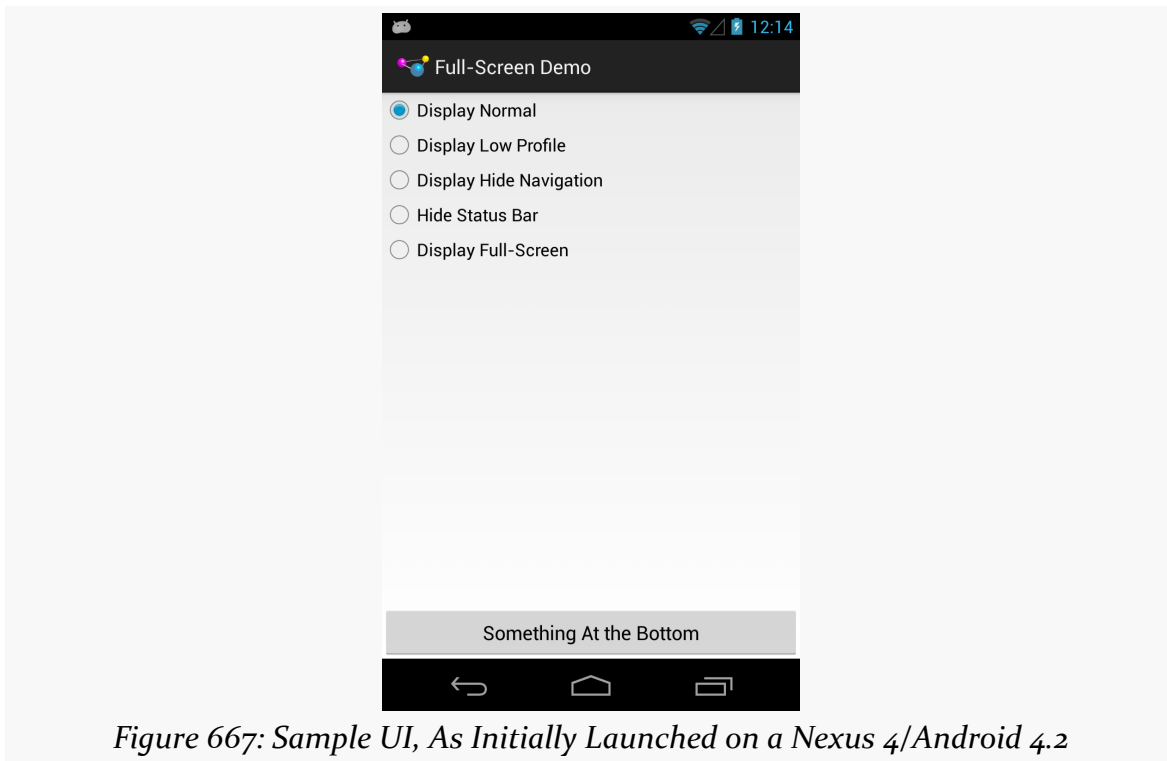 12:14
Full-Screen Demo
Display Normal
Display Low Profile
Display Hide Navigation
Hide Status Bar
Display Full-Screen
Something At the Bottom
Figure 667: Sample UI, As Initially Launched on a Nexus 4/Android 4.2